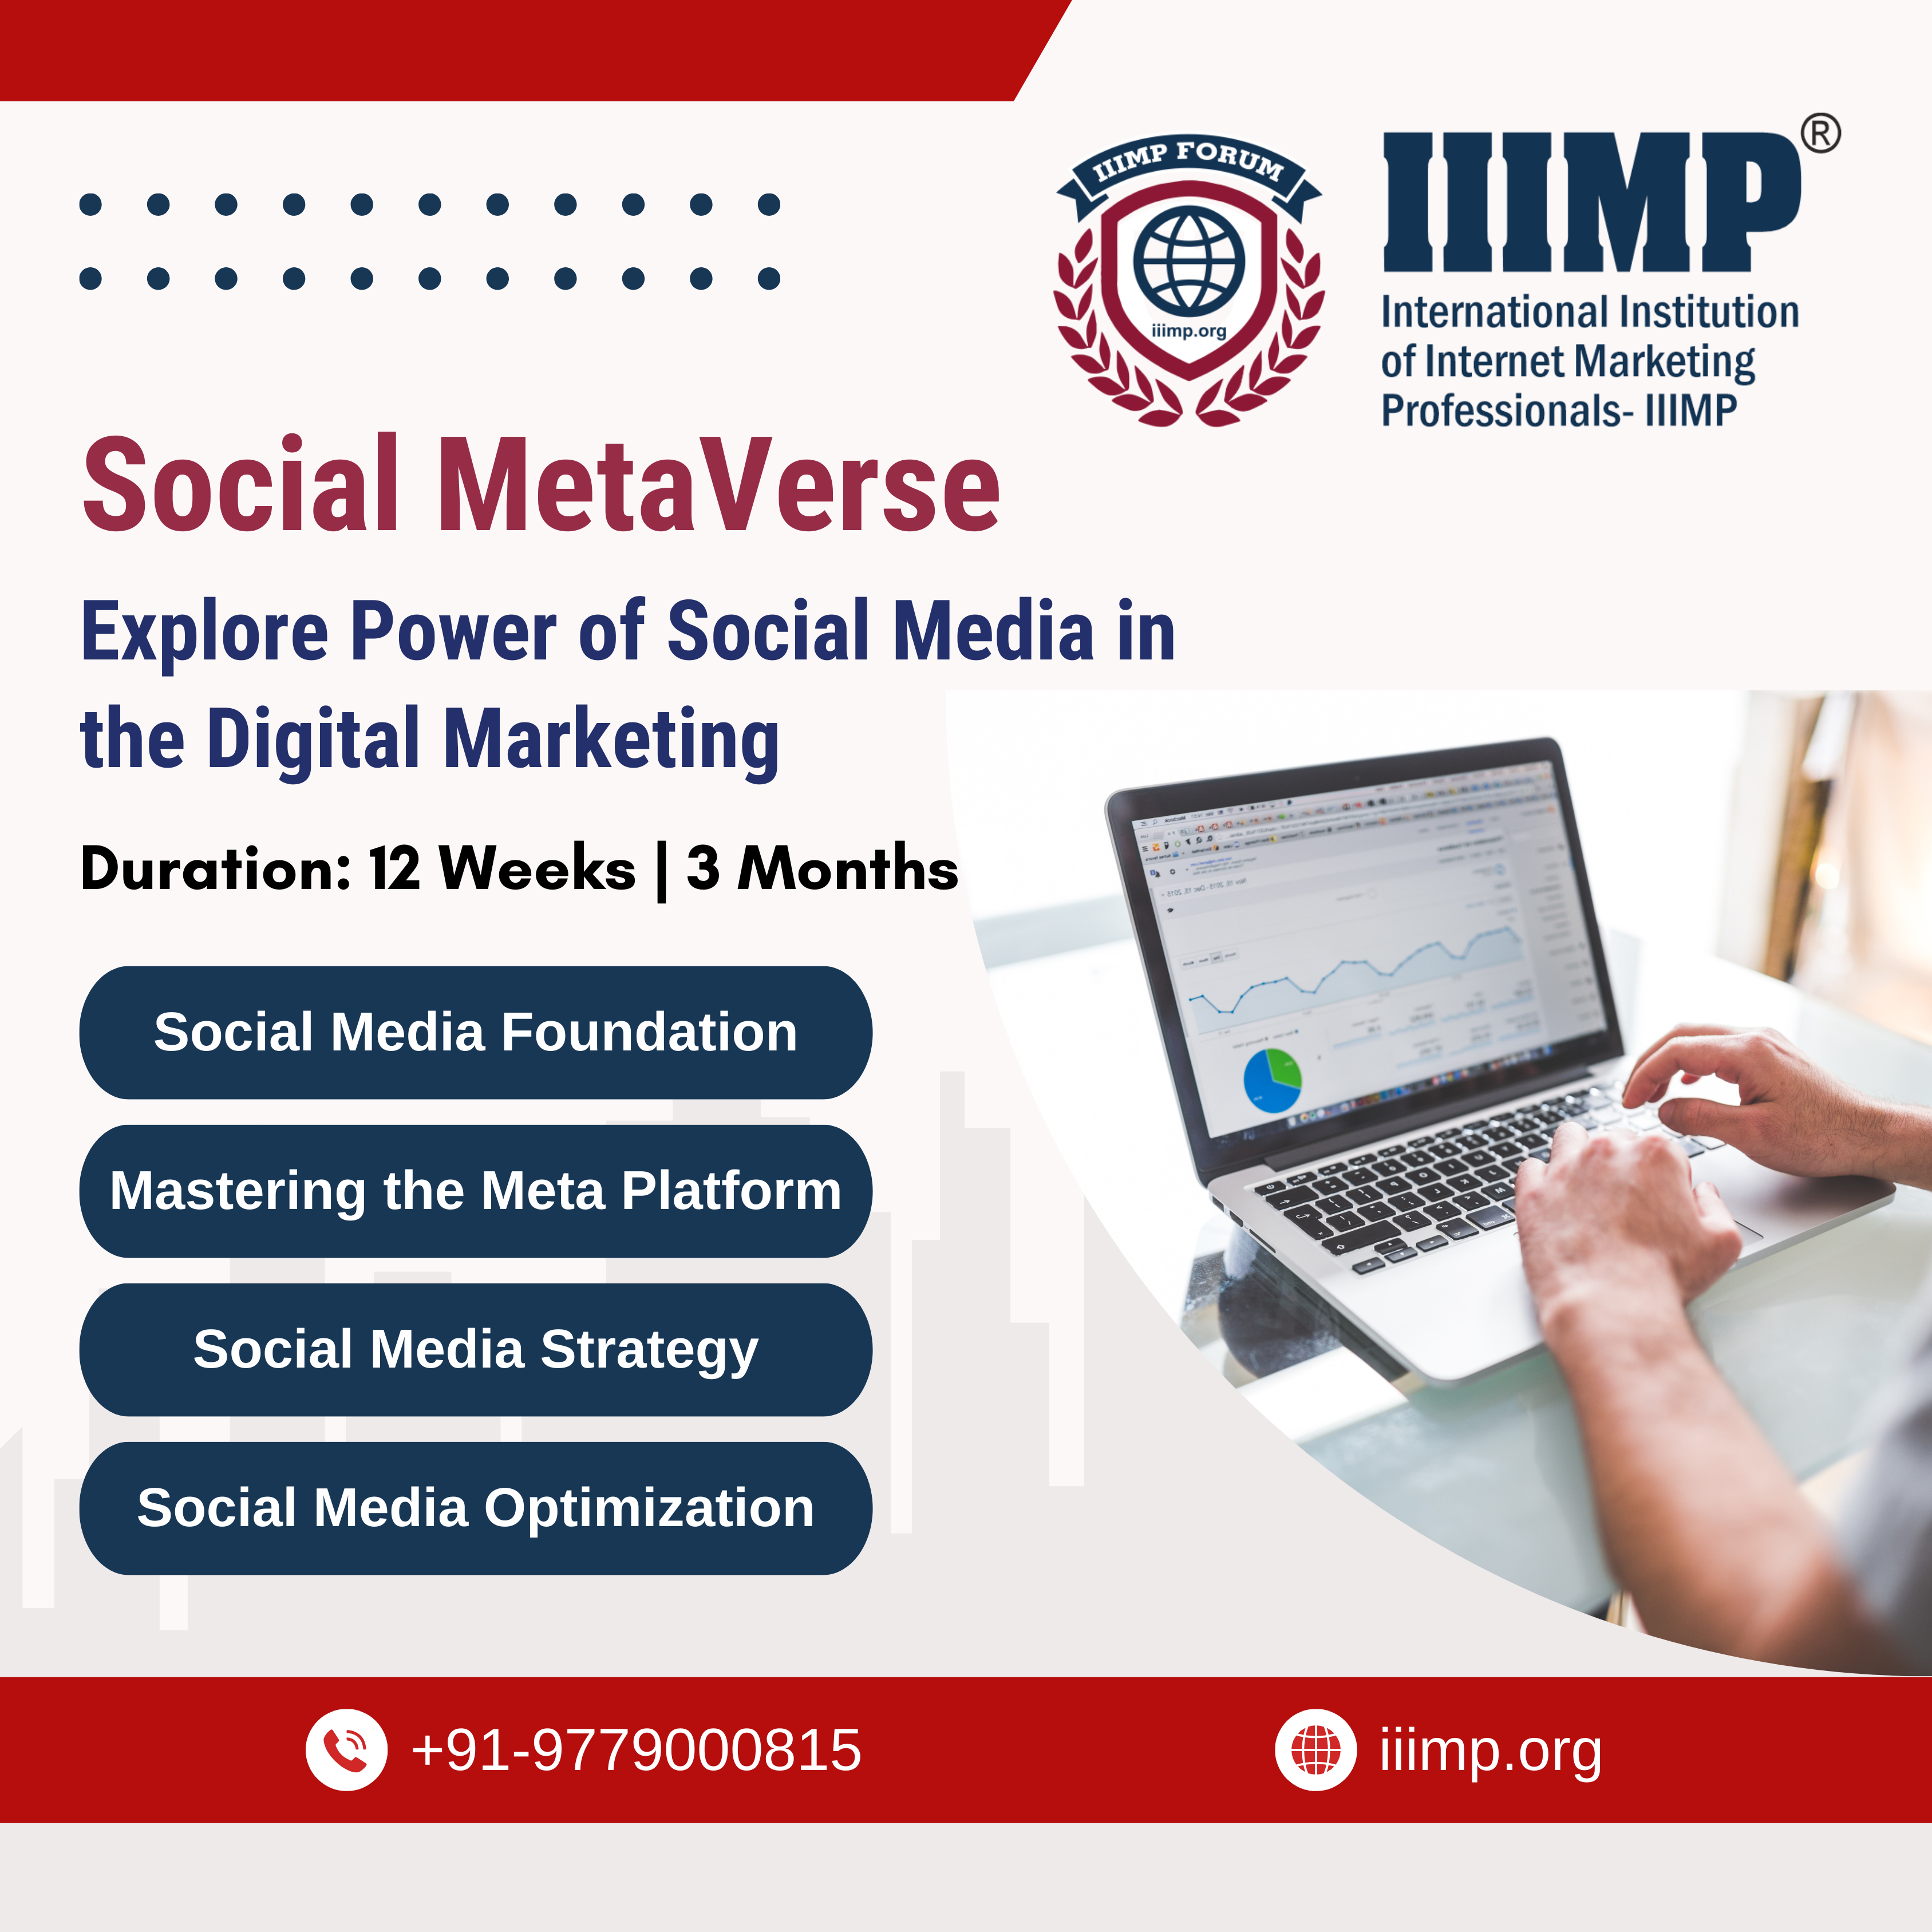 IIIMP FORUM
iiimp.org
IIIMP®
International Institution
of Internet Marketing
Professionals- IIIMP
Social MetaVerse
Explore Power of Social Media in
the Digital Marketing
Duration: 12 Weeks | 3 Months
Social Media Foundation
Mastering the Meta Platform
Social Media Strategy
Social Media Optimization
+91-9779000815
iiimp.org